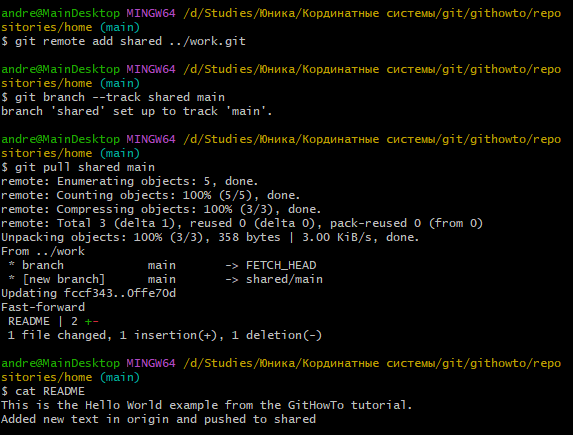 andre@MainDesktop MINGW64 /d/Studies/Юника/Кординатные системы/git/githowto/repo
sitories/home (main)
$ git remote add shared ../work.git
andre@MainDesktop MINGW64 /d/Studies/Юника/Кординатные системы/git/githowto/repo
sitories/home (main)
$ git branch --track shared main
branch 'shared' set up to track 'main'.
andre@MainDesktop MINGW64 /d/Studies/Юника/Кординатные системы/git/githowto/repo
sitories/home (main)
$ git pull shared main
remote: Enumerating objects: 5, done.
remote: Counting objects: 100% (5/5), done.
remote: Compressing objects: 100% (3/3), done.
remote: Total 3 (delta 1), reused 0 (delta 0), pack-reused 0 (from 0)
Unpacking objects: 100% (3/3), 358 bytes | 3.00 KiB/s, done.
From ../work
 * branch            main       -> FETCH_HEAD
 * [new branch]      main       -> shared/main
Updating fccf343..0ffe70d
Fast-forward
 README | 2 +-
 1 file changed, 1 insertion(+), 1 deletion(-)
andre@MainDesktop MINGW64 /d/Studies/Юника/Кординатные системы/git/githowto/repo
sitories/home (main)
$ cat README
This is the Hello World example from the GitHowTo tutorial.
Added new text in origin and pushed to shared